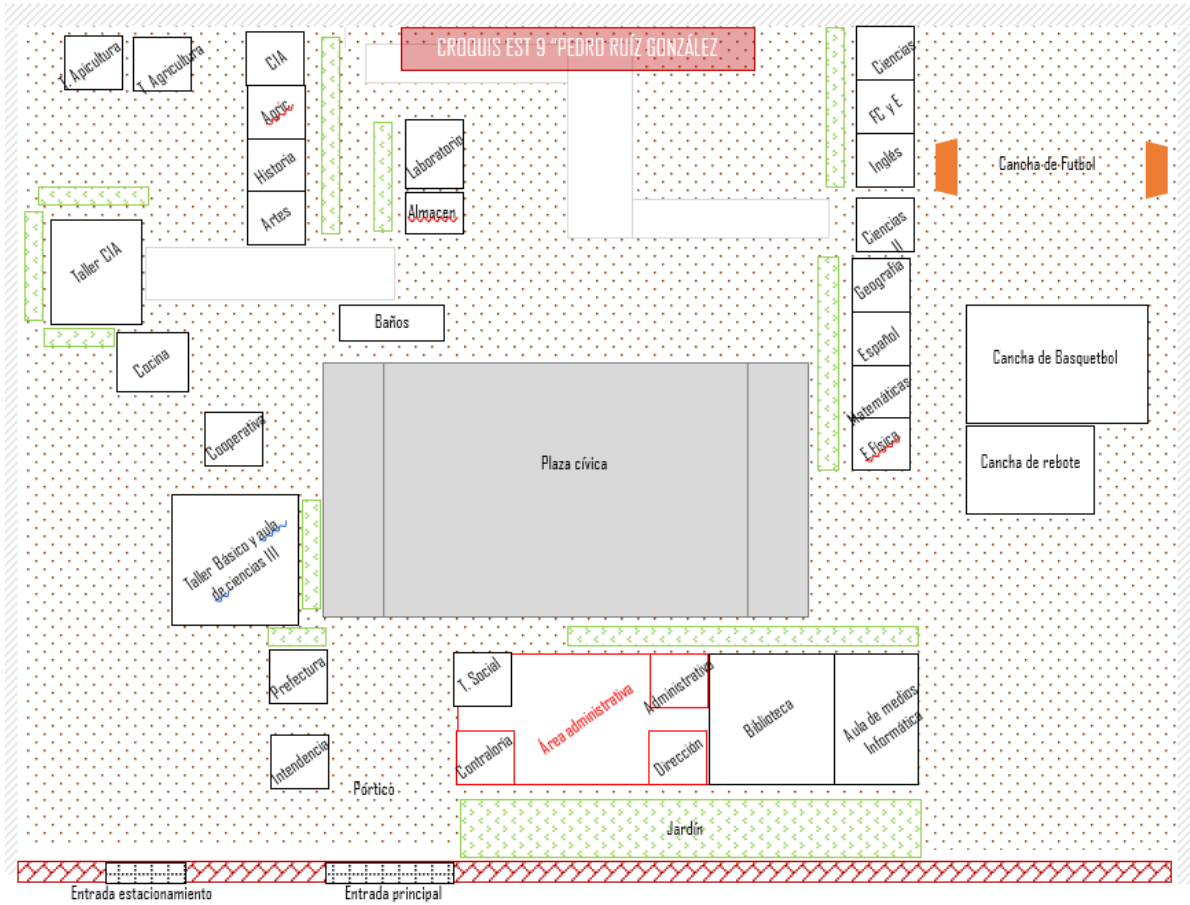 CROQUIS EST 9 “PEDRO RUÍZ GONZÁLEZ
T. Apicultura
T. Agricultura
CIA
Agric
Historia
Artes
Laboratorio
Almacen
Ciencias
FC y E
Inglés
Cancha de Futbol
Ciencias
II
Taller CIA
Geografía
Baños
Cocina
Español
Cancha de Basquetbol
Matemáticas
Cooperativa
E.Física
Plaza cívica
Cancha de rebote
Taller Básico y aula
de ciencias III
Prefectura
T. Social
Área administrativa
Administrativa
Biblioteca
Aula de medios
Informática
Intendencia
Contraloría
Dirección
Pórtico
Jardín
Entrada estacionamiento
Entrada principal